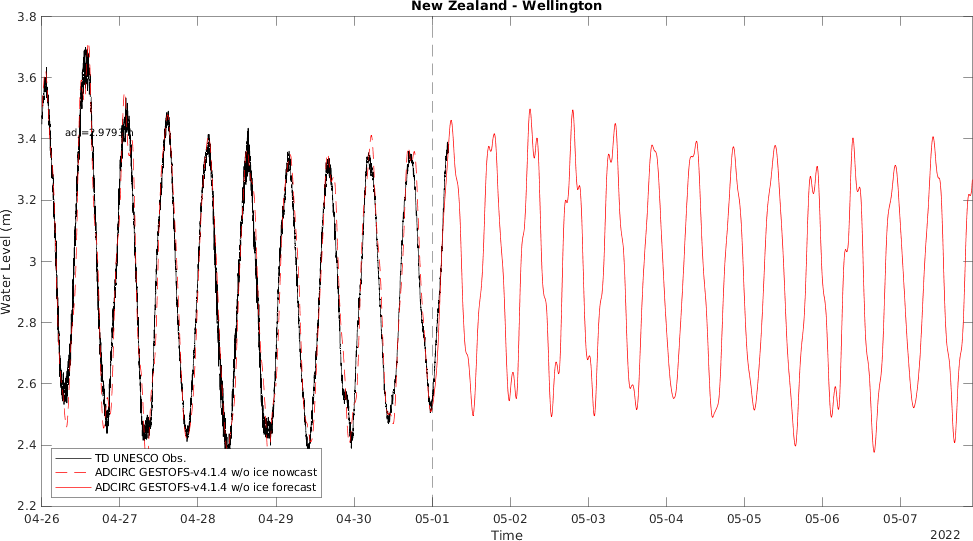 New Zealand - Wellington
3.8
3.6
3.4
3.2
3
2.8
2.6
2.4
2.2
Water Level (m)
TD UNESCO Obs.
ADCIRC GESTOFS-v4.1.4 w/o ice nowcast
ADCIRC GESTOFS-v4.1.4 w/o ice forecast
04-26 04-27 04-28 04-29 04-30 05-01 05-02 05-03 05-04 05-05 05-06 05-07
Time
2022